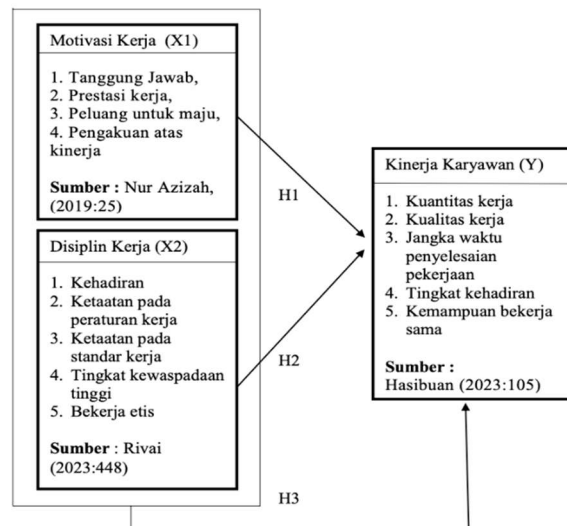 Motivasi Kerja (X1)
1. Tanggung Jawab,
2. Prestasi kerja,
3. Peluang untuk maju,
4. Pengakuan atas
kinerja
Sumber : Nur Azizah,
(2019:25)
Disiplin Kerja (X2)
1. Kehadiran
2. Ketaatan pada
peraturan kerja
3. Ketaatan pada
standar kerja
4. Tingkat kewaspadaan
tinggi
5. Bekerja etis
Sumber : Rivai
(2023:448)
H1
H2
H3
Kinerja Karyawan (Y)
1. Kuantitas kerja
2. Kualitas kerja
3. Jangka waktu
penyelesaian
pekerjaan
4. Tingkat kehadiran
5. Kemampuan bekerja
sama
Sumber :
Hasibuan (2023:105)